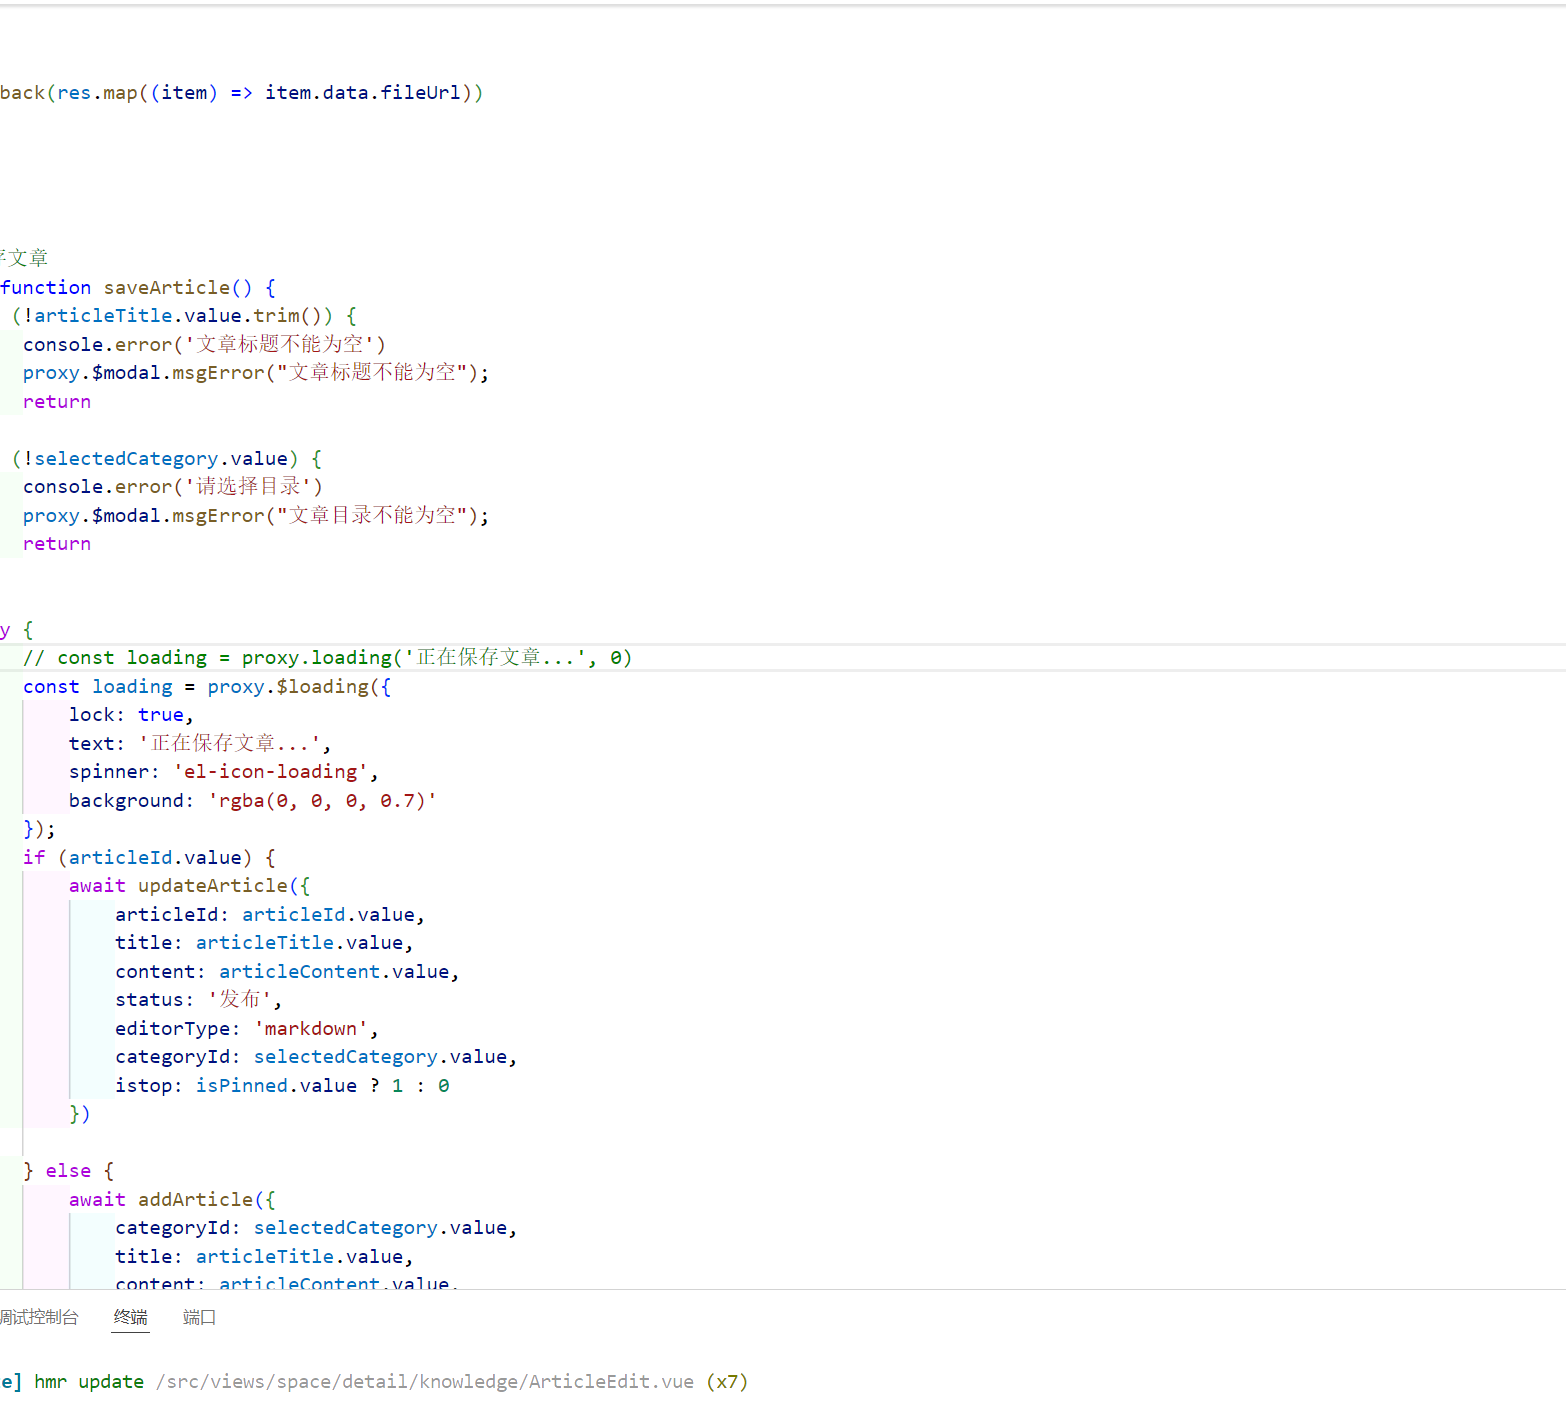 back(res.map((item) => item.data.fileUrl))
文章
function saveArticle() {
(!articleTitle.value.trim()) {
console.error('文章标题不能为空')
proxy.$modal.msgError("文章标题不能为空");
return
(!selectedCategory.value) {
console.error('请选择目录')
proxy.$modal.msgError("文章目录不能为空");
return
y {
// const loading = proxy.loading('正在保存文章...', 0)
const loading = proxy.$loading({
lock: true,
text: '正在保存文章...',
spinner: 'el-icon-loading',
background: 'rgba(0, 0, 0, 0.7)'
});
if (articleId.value) {
await updateArticle({
articleId: articleId.value,
title: articleTitle.value,
content: articleContent.value,
status: '发布',
editorType: 'markdown',
categoryId: selectedCategory.value,
istop: isPinned.value ? 1 : 0
})
} else {
await addArticle({
categoryId: selectedCategory.value,
title: articleTitle.value,
content: articleContent.value,
调试控制台 终端 端口
e] hmr update /src/views/space/detail/knowledge/ArticleEdit.vue (x7)